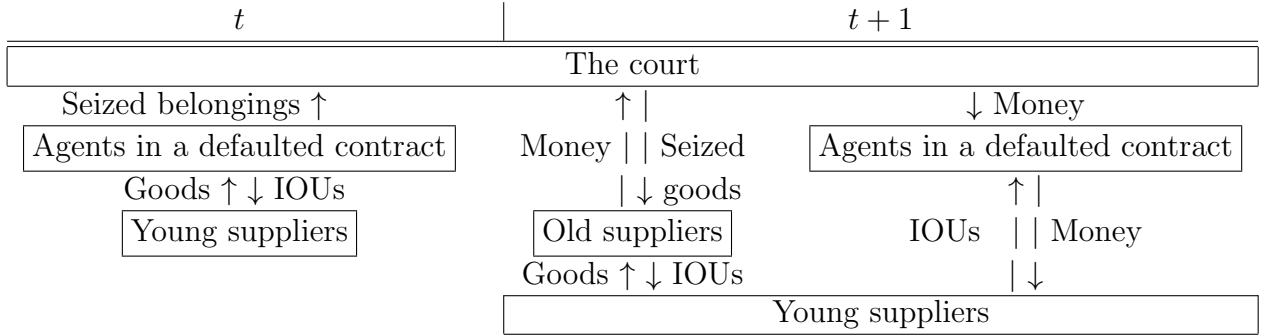 t t + 1
The court
Seized belongings ↑ ↑ | ↓ Money
Agents in a defaulted contract Money | | Seized Agents in a defaulted contract
Goods ↑ ↓ IOUs | ↓ goods ↑ |
Young suppliers Old suppliers IOUs | | Money
Goods ↑ ↓ IOUs | ↓
Young suppliers